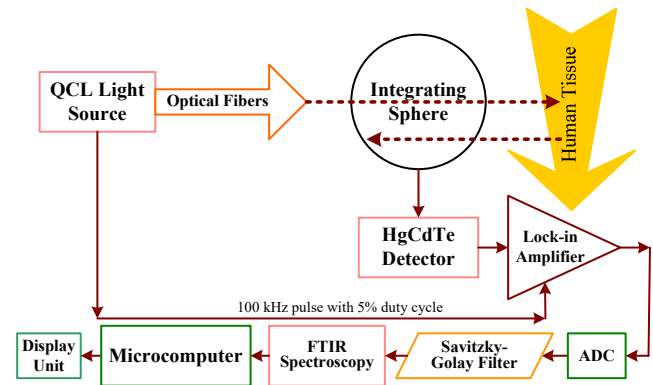 QCL Light
Source
Optical Fibers
Integrating
Sphere
Human Tissue
HgCdTe
Detector
Lock-in
Amplifier
100 kHz pulse with 5% duty cycle
Display
Unit
Microcomputer
FTIR
Spectroscopy
Savitzky-
Golay Filter
ADC